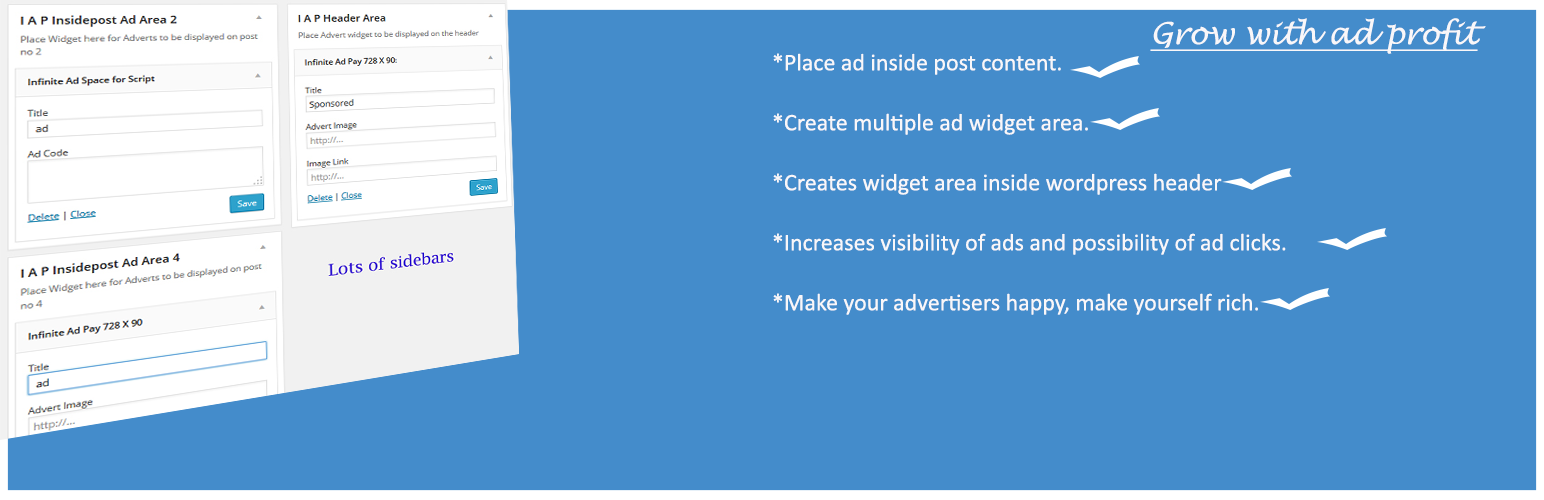 I A P Insidepost Ad Area 2
Place Widget here for Adverts to be displayed on post
no 2
Infinite Ad Space for Script
Title
ad
Ad Code
Delete | Close
Save
I A P Insidepost Ad Area 4
Place Widget here for Adverts to be displayed on post
no 4
Infinite Ad Pay 728 X 90
Title
ad
Advert Image
http://...
I A P Header Area
Place Advert widget to be displayed on the header
Infinite Ad Pay 728 X 90:
Title
Sponsored
Advert Image
http://...
Image Link
http://...
Delete | Close
Save
Lots of sidebars
Grow with ad profit
*Place ad inside post content.
*Create multiple ad widget area.
*Creates widget area inside wordpress header
*Increases visibility of ads and possibility of ad clicks.
*Make your advertisers happy, make yourself rich.